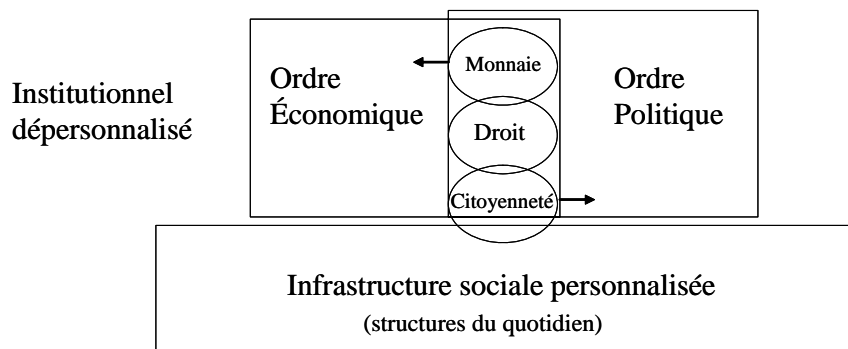 Institutionnel
dépersonnalisé
Ordre
Économique
Monnaie
Droit
Citoyenneté
Ordre
Politique
Infrastructure sociale personnalisée
(structures du quotidien)